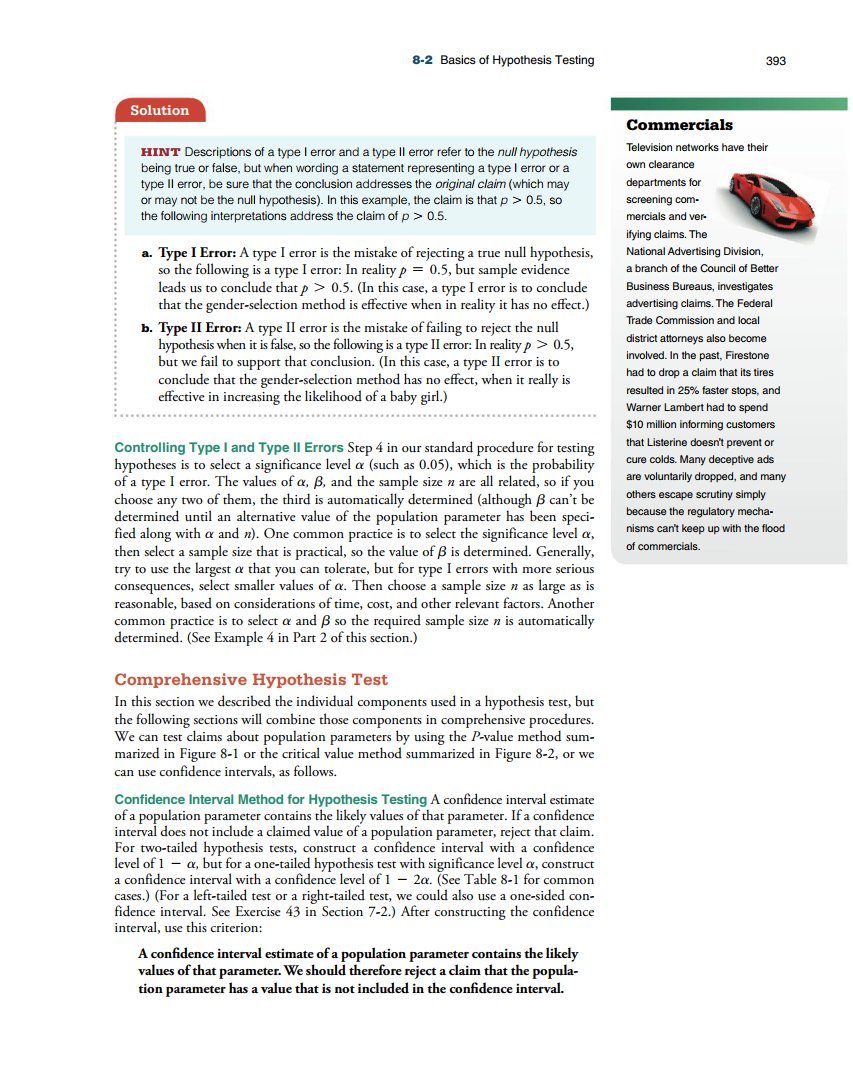 8-2 Basics of Hypothesis Testing 393
Solution
HINT Descriptions of a type I error and a type II error refer to the null hypothesis
being true or false, but when wording a statement representing a type I error or a
type II error, be sure that the conclusion addresses the original claim (which may
or may not be the null hypothesis). In this example, the claim is that p > 0.5, so
the following interpretations address the claim of p > 0.5.
a. Type I Error: A type I error is the mistake of rejecting a true null hypothesis,
so the following is a type I error: In reality p = 0.5, but sample evidence
leads us to conclude that p > 0.5. (In this case, a type I error is to conclude
that the gender-selection method is effective when in reality it has no effect.)
b. Type II Error: A type II error is the mistake of failing to reject the null
hypothesis when it is false, so the following is a type II error: In reality p > 0.5,
but we fail to support that conclusion. (In this case, a type II error is to
conclude that the gender-selection method has no effect, when it really is
effective in increasing the likelihood of a baby girl.)
Controlling Type I and Type II Errors Step 4 in our standard procedure for testing
hypotheses is to select a significance level α (such as 0.05), which is the probability
of a type I error. The values of α, β, and the sample size n are all related, so if you
choose any two of them, the third is automatically determined (although β can't be
determined until an alternative value of the population parameter has been speci-
fied along with α and n). One common practice is to select the significance level α,
then select a sample size that is practical, so the value of β is determined. Generally,
try to use the largest α that you can tolerate, but for type I errors with more serious
consequences, select smaller values of α. Then choose a sample size n as large as is
reasonable, based on considerations of time, cost, and other relevant factors. Another
common practice is to select α and β so the required sample size n is automatically
determined. (See Example 4 in Part 2 of this section.)
Comprehensive Hypothesis Test
In this section we described the individual components used in a hypothesis test, but
the following sections will combine those components in comprehensive procedures.
We can test claims about population parameters by using the P-value method sum-
marized in Figure 8-1 or the critical value method summarized in Figure 8-2, or we
can use confidence intervals, as follows.
Confidence Interval Method for Hypothesis Testing A confidence interval estimate
of a population parameter contains the likely values of that parameter. If a confidence
interval does not include a claimed value of a population parameter, reject that claim.
For two-tailed hypothesis tests, construct a confidence interval with a confidence
level of 1 − α, but for a one-tailed hypothesis test with significance level α, construct
a confidence interval with a confidence level of 1 − 2α. (See Table 8-1 for common
cases.) (For a left-tailed test or a right-tailed test, we could also use a one-sided con-
fidence interval. See Exercise 43 in Section 7-2.) After constructing the confidence
interval, use this criterion:
A confidence interval estimate of a population parameter contains the likely
values of that parameter. We should therefore reject a claim that the popula-
tion parameter has a value that is not included in the confidence interval.
Commercials
Television networks have their
own clearance
departments for
screening com-
mercials and ver-
ifying claims. The
National Advertising Division,
a branch of the Council of Better
Business Bureaus, investigates
advertising claims. The Federal
Trade Commission and local
district attorneys also become
involved. In the past, Firestone
had to drop a claim that its tires
resulted in 25% faster stops, and
Warner Lambert had to spend
$10 million informing customers
that Listerine doesn't prevent or
cure colds. Many deceptive ads
are voluntarily dropped, and many
others escape scrutiny simply
because the regulatory mecha-
nisms can't keep up with the flood
of commercials.